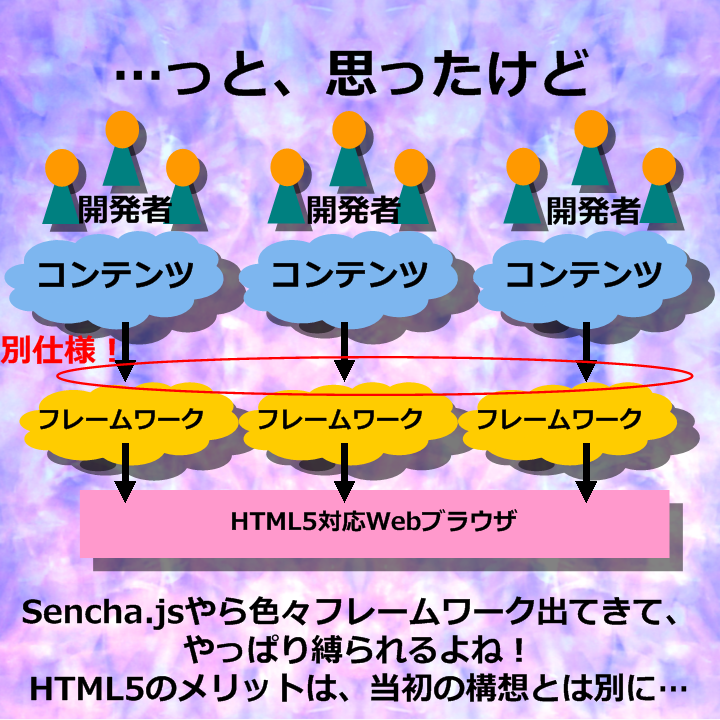 …っと、思ったけど
開発者 開発者 開発者
コンテンツ コンテンツ コンテンツ
別仕様！
フレームワーク フレームワーク フレームワーク
HTML5対応Webブラウザ
Sencha.jsやら色々フレームワーク出てきて、
やっぱり縛られるよね！
HTML5のメリットは、当初の構想とは別に…